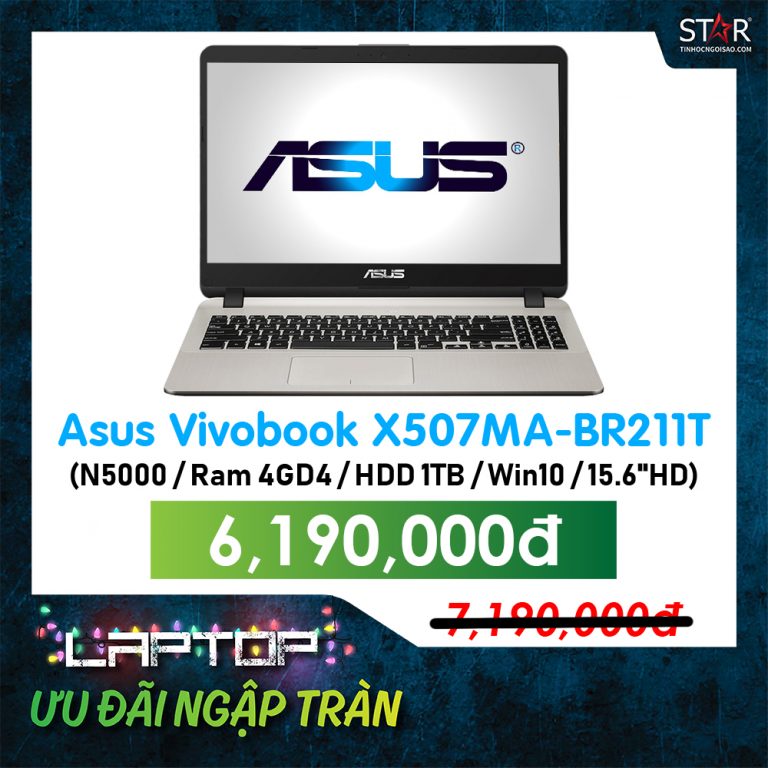 STAR®
TINHOCNGOISAO.COM
ASUS®
ASUS
Asus Vivobook X507MA-BR211T
(N5000 / Ram 4GD4 / HDD 1TB / Win10 / 15.6"HD)
6,190,000đ
7,190,000đ
LAPTOP
ƯU ĐÃI NGẬP TRÀN